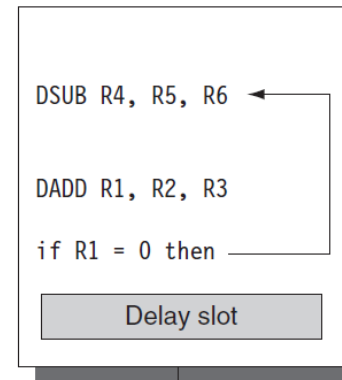 DSUB R4, R5, R6
DADD R1, R2, R3
if R1 = 0 then
Delay slot